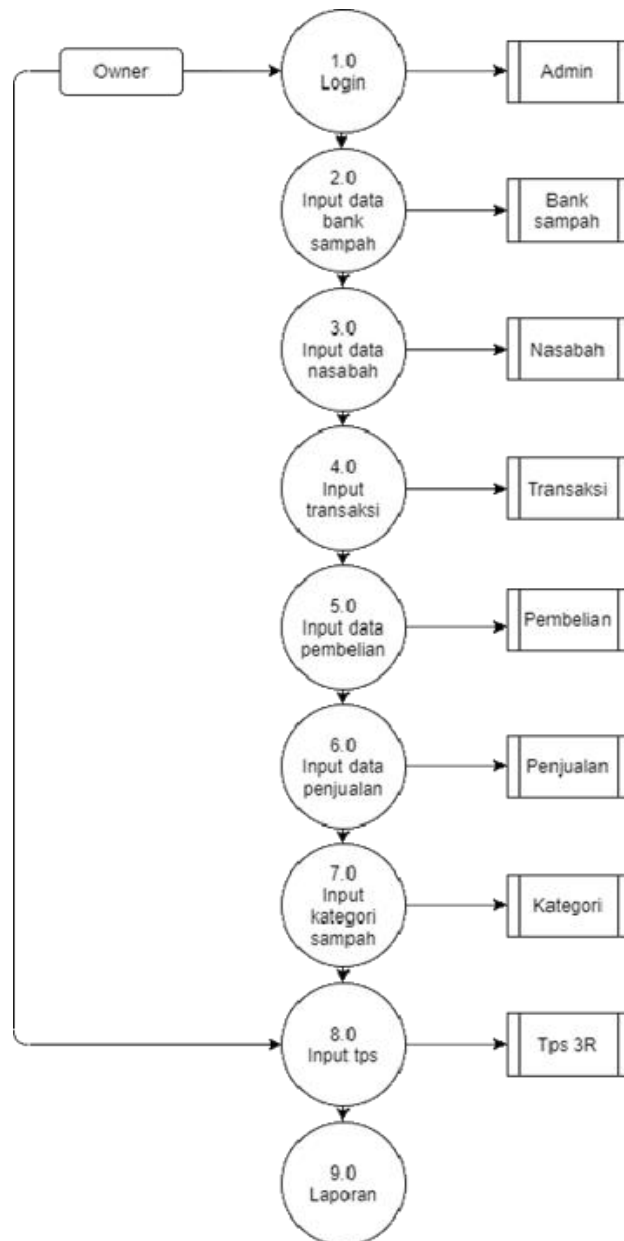 Owner
1.0
Login
Admin
2.0
Input data
bank
sampah
Bank
sampah
3.0
Input data
nasabah
Nasabah
4.0
Input
transaksi
Transaksi
5.0
Input data
pembelian
Pembelian
6.0
Input data
penjualan
Penjualan
7.0
Input
kategori
sampah
Kategori
8.0
Input tps
Tps 3R
9.0
Laporan